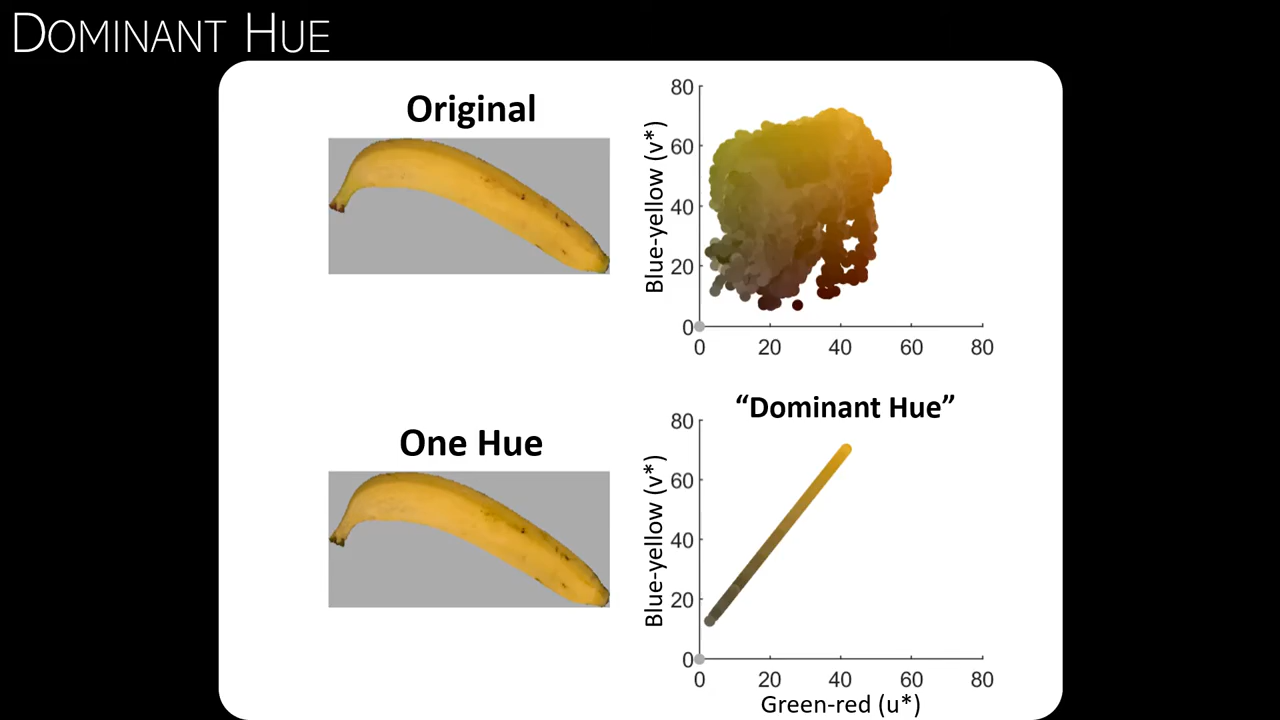 DOMINANT HUE
Original
80
60
40
20
0
Blue-yellow (v*)
0 20 40 60 80
"Dominant Hue"
One Hue
80
60
40
20
0
Blue-yellow (v*)
0 20 40 60 80
Green-red (u*)